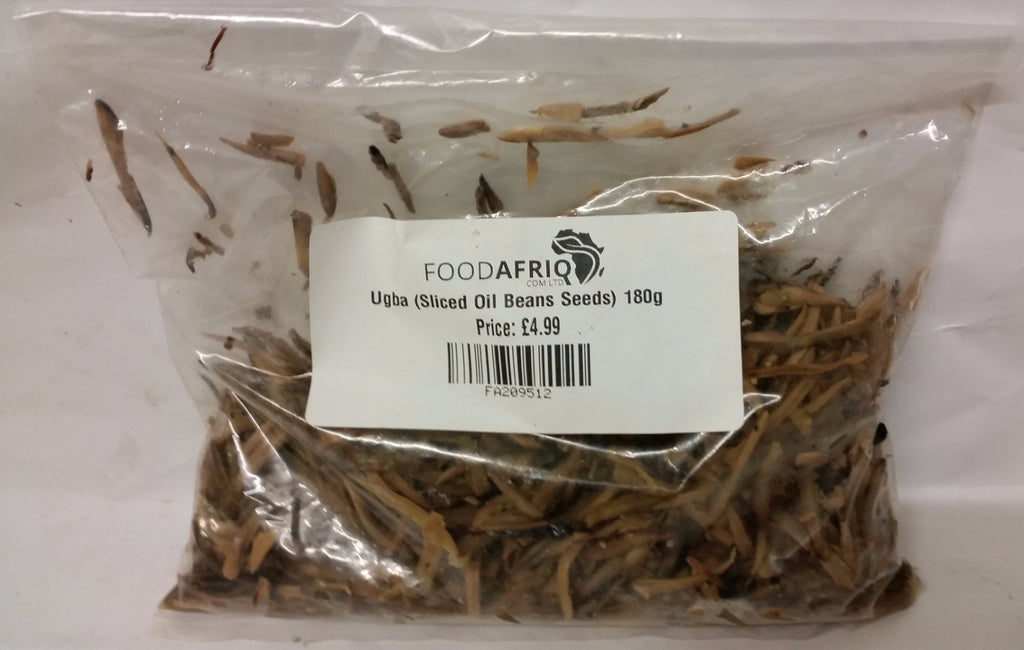 FOODAFRIQ
.COM LTD
Ugba (Sliced Oil Beans Seeds) 180g
Price: £4.99
FA209512